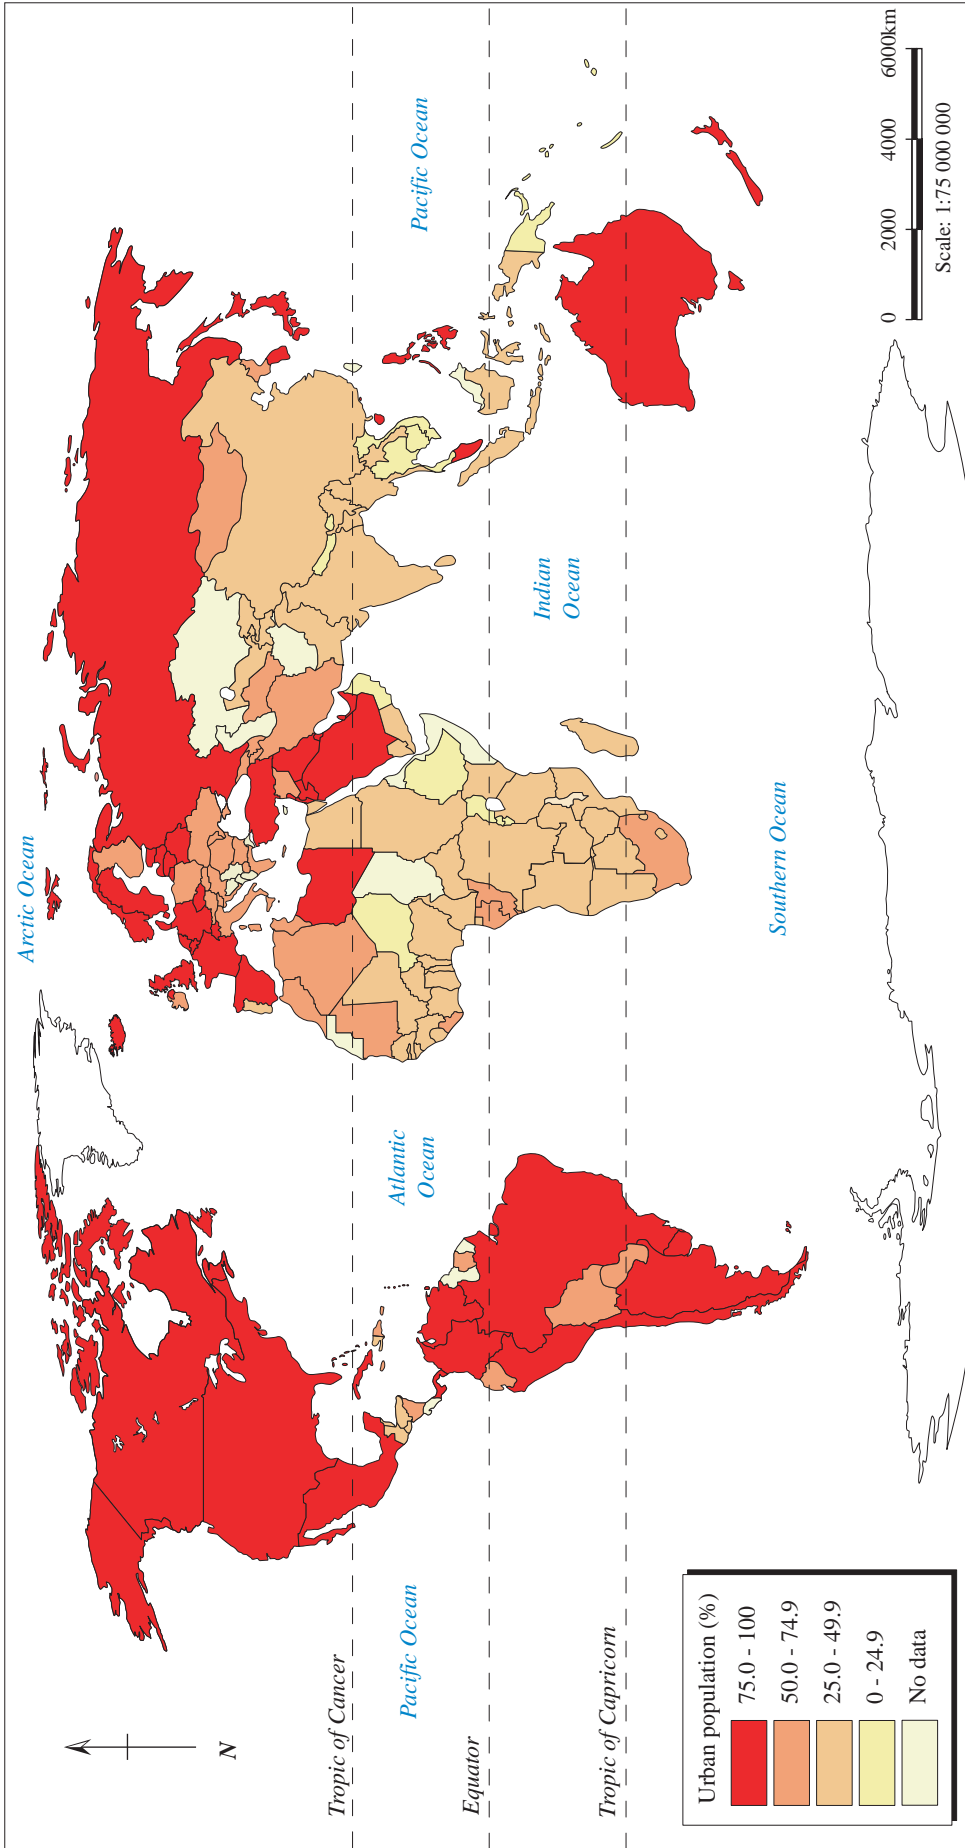 Arctic Ocean
Tropic of Cancer
Pacific Ocean
Atlantic
Ocean
Pacific Ocean
Equator
Indian
Ocean
Tropic of Capricorn
Southern Ocean
N
Urban population (%)
75.0 - 100
50.0 - 74.9
25.0 - 49.9
0 - 24.9
No data
0 2000 4000 6000km
Scale: 1:75 000 000